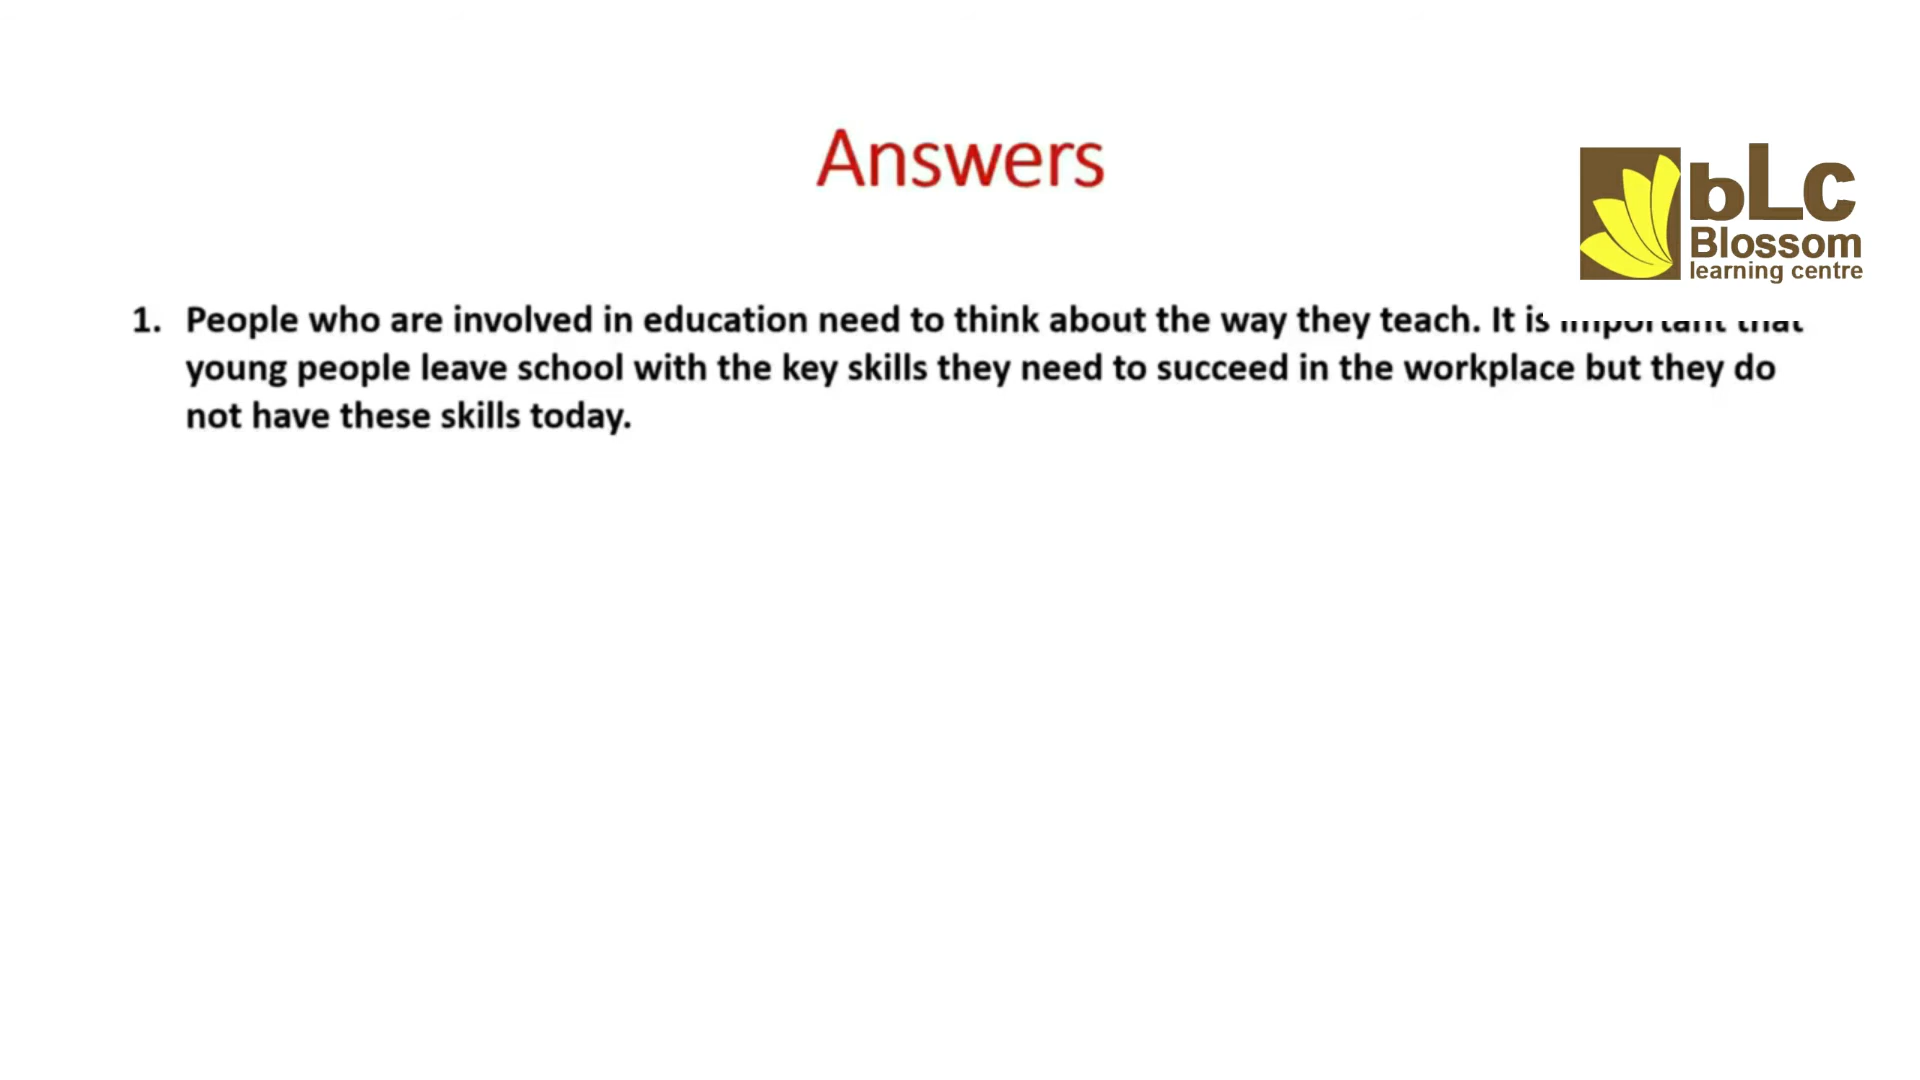 Answers
bLC
Blossom
learning centre
1. People who are involved in education need to think about the way they teach. It is important that
young people leave school with the key skills they need to succeed in the workplace but they do
not have these skills today.